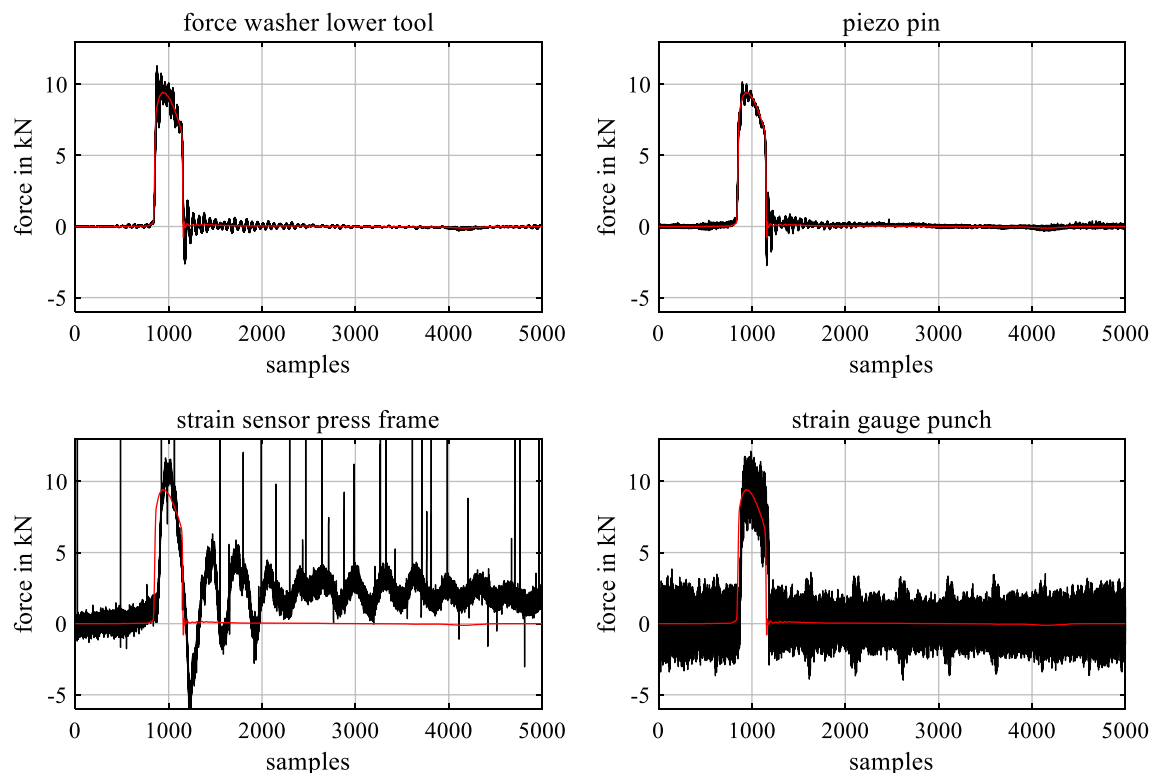 force washer lower tool
force in kN
10
5
0
-5
0 1000 2000 3000 4000 5000
samples
piezo pin
force in kN
10
5
0
-5
0 1000 2000 3000 4000 5000
samples
strain sensor press frame
force in kN
10
5
0
-5
0 1000 2000 3000 4000 5000
samples
strain gauge punch
force in kN
10
5
0
-5
0 1000 2000 3000 4000 5000
samples